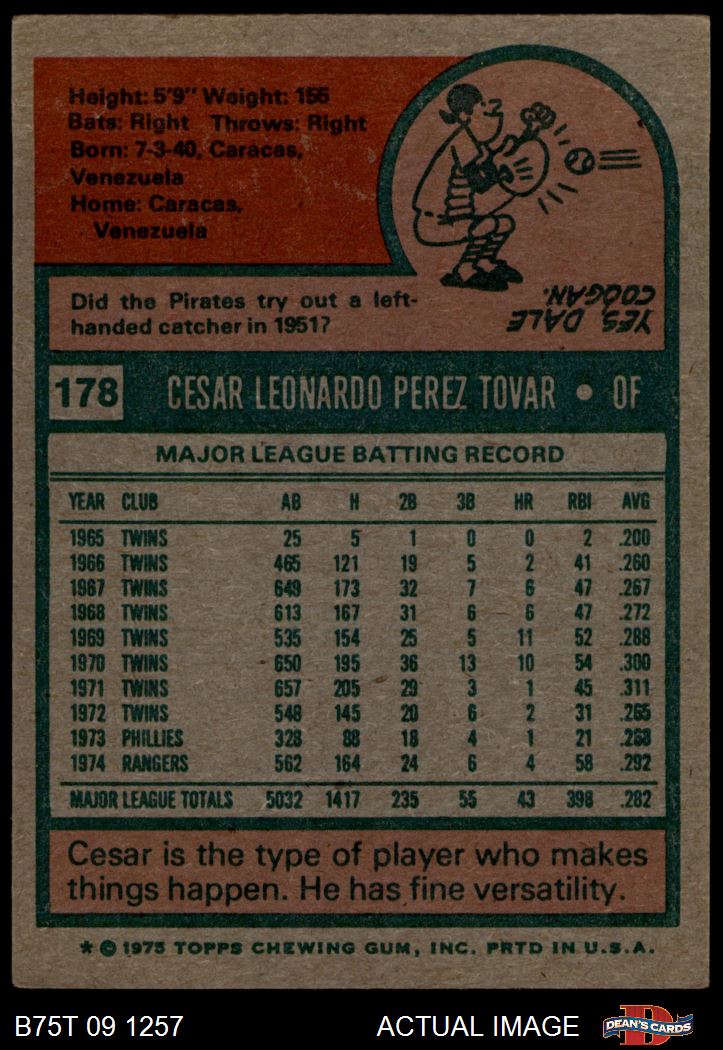 Height: 5'9" Weight: 155
Bats: Right Throws: Right
Born: 7-3-40, Caracas,
Venezuela
Home: Caracas,
Venezuela
Did the Pirates try out a left-
handed catcher in 1951?
YES, DALE
COOGAN.
178 CESAR LEONARDO PEREZ TOVAR • OF
MAJOR LEAGUE BATTING RECORD
YEAR CLUB AB H 2B 3B HR RBI AVG
1965 TWINS 25 5 1 0 0 2 .200
1966 TWINS 465 121 19 5 2 41 .260
1967 TWINS 649 173 32 7 6 47 .267
1968 TWINS 613 167 31 6 6 47 .272
1969 TWINS 535 154 25 5 11 52 .288
1970 TWINS 650 195 36 13 10 54 .300
1971 TWINS 657 205 29 3 1 45 .311
1972 TWINS 548 145 20 6 2 31 .265
1973 PHILLIES 328 88 18 4 1 21 .268
1974 RANGERS 562 164 24 6 4 58 .292
MAJOR LEAGUE TOTALS 5032 1417 235 55 43 398 .282
Cesar is the type of player who makes
things happen. He has fine versatility.
* © 1975 TOPPS CHEWING GUM, INC. PRTD IN U.S.A.
B75T 09 1257 ACTUAL IMAGE D DEAN'S CARDS